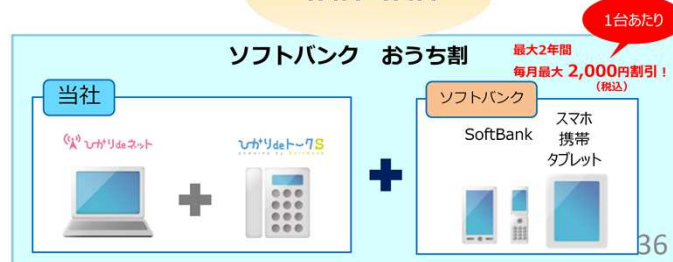 1台あたり
ソフトバンク おうち割
最大2年間
毎月最大 2,000円割引！
(税込)
当社
ひかりdeネット
ひかりdeトークS
powered by SoftBank
ソフトバンク
SoftBank
スマホ
携帯
タブレット
36